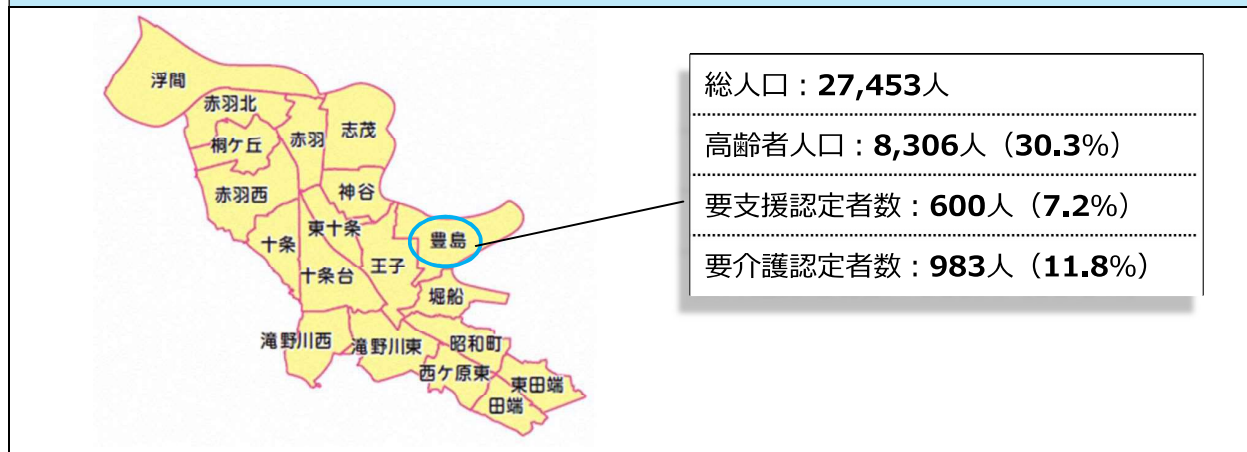 浮間
赤羽北
桐ケ丘
赤羽
志茂
赤羽西
神谷
十条
東十条
豊島
王子
十条台
堀船
滝野川西
滝野川東
昭和町
西ケ原東
東田端
田端
総人口：27,453人
高齢者人口：8,306人（30.3%）
要支援認定者数：600人（7.2%）
要介護認定者数：983人（11.8%）